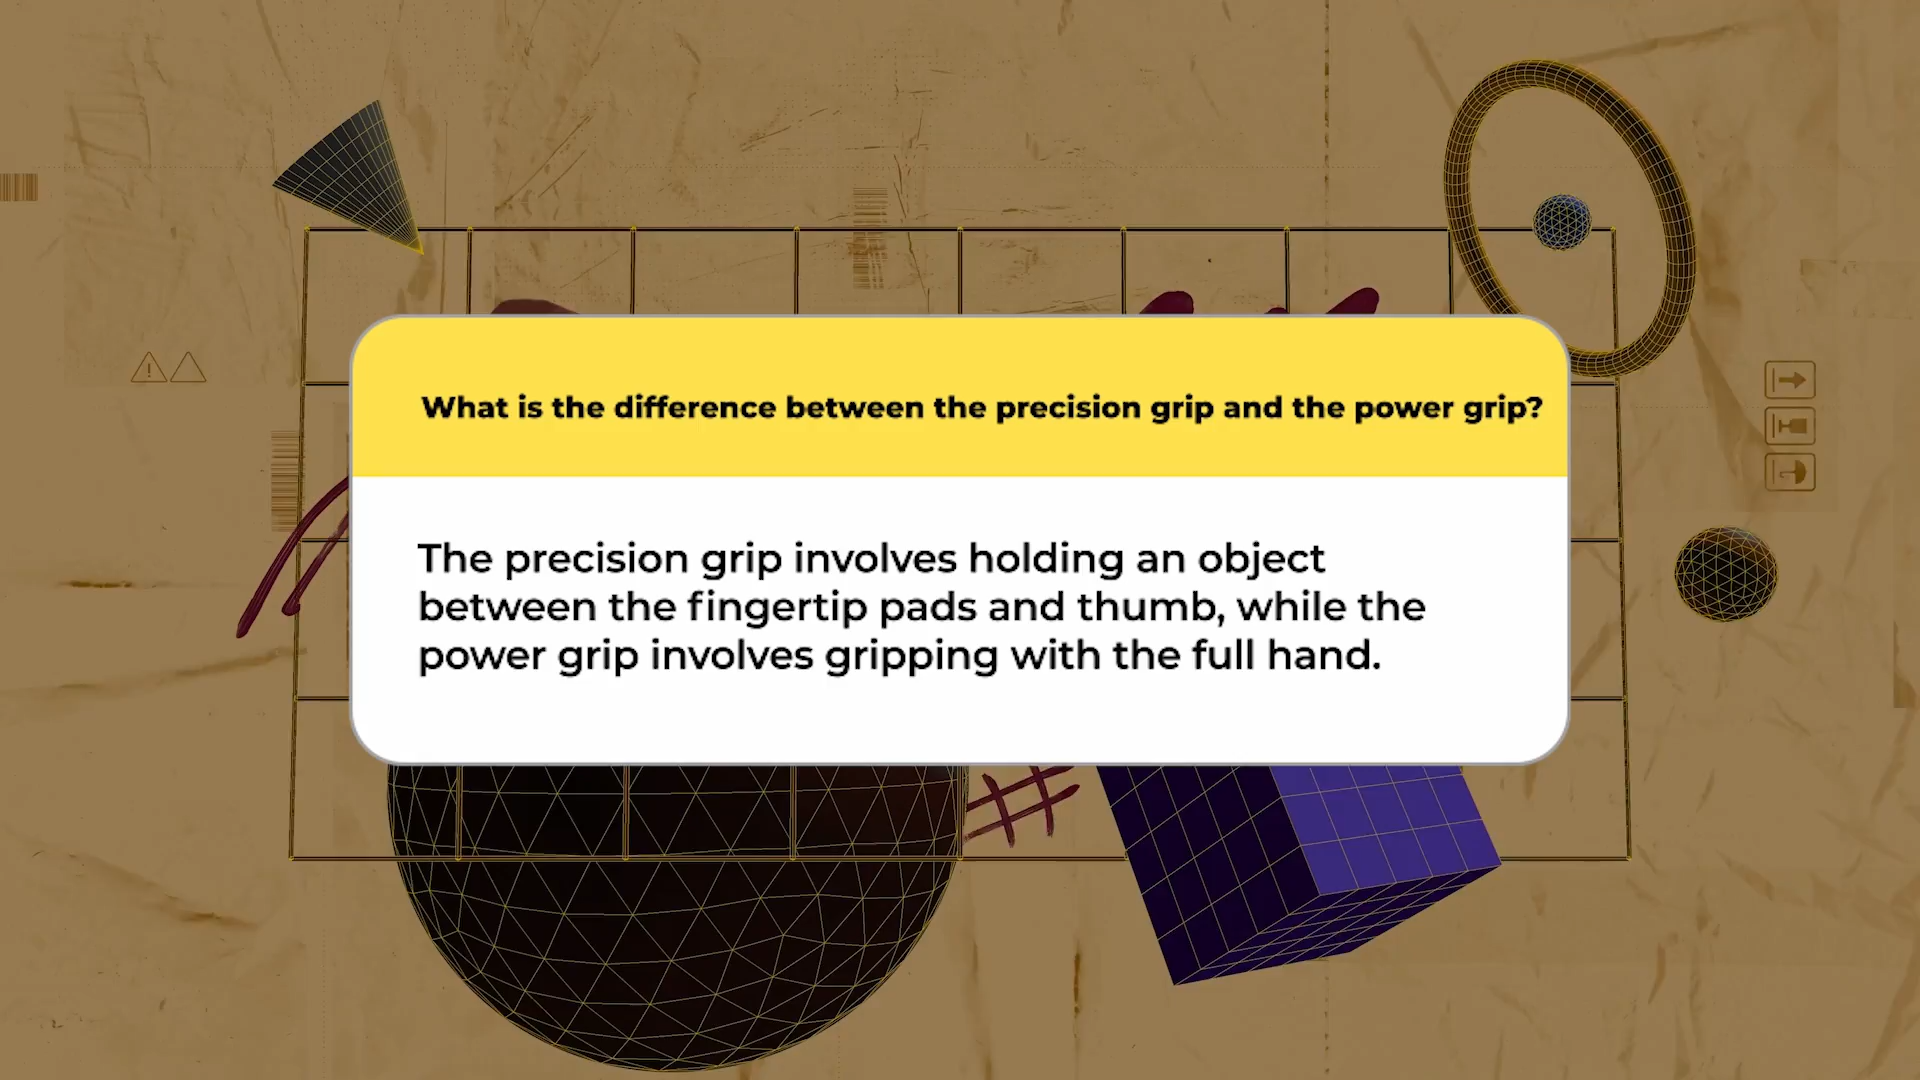 What is the difference between the precision grip and the power grip?
The precision grip involves holding an object
between the fingertip pads and thumb, while the
power grip involves gripping with the full hand.